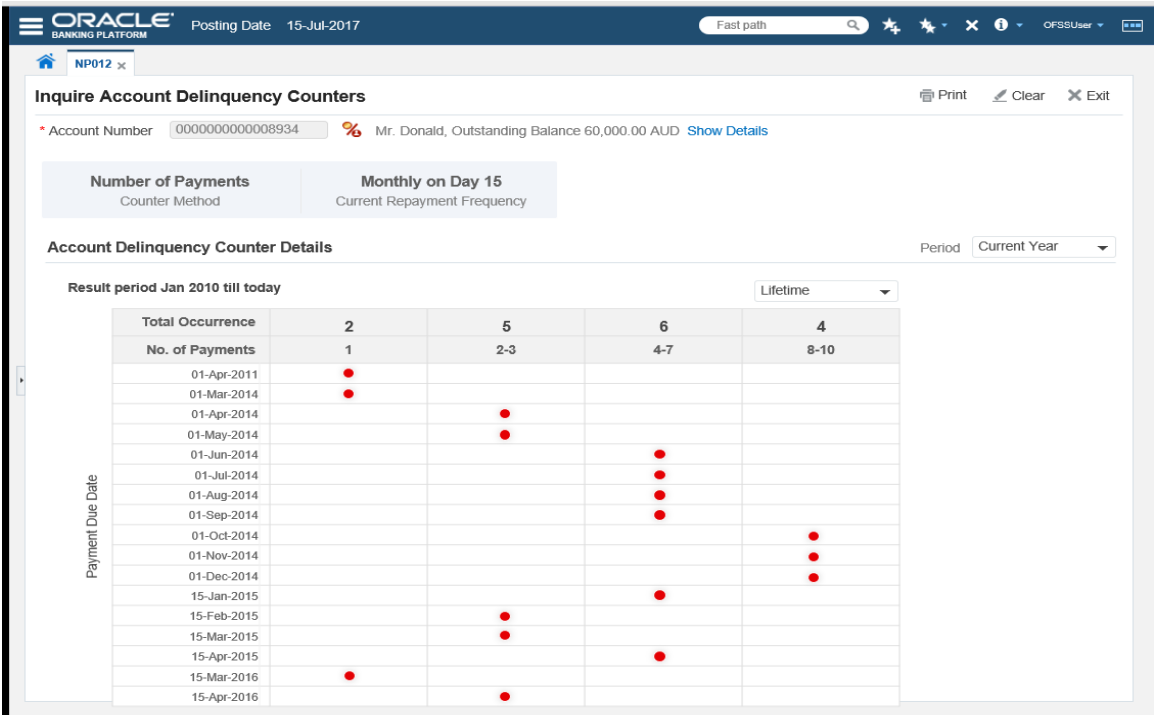 ORACLE®
BANKING PLATFORM
Posting Date 15-Jul-2017
Fast path
OFSSUser
NP012
Inquire Account Delinquency Counters
Print Clear Exit
* Account Number 0000000000008934 Mr. Donald, Outstanding Balance 60,000.00 AUD Show Details
Number of Payments Monthly on Day 15
Counter Method Current Repayment Frequency
Account Delinquency Counter Details Period Current Year
Result period Jan 2010 till today Lifetime
Total Occurrence 2 5 6 4
No. of Payments 1 2-3 4-7 8-10
Payment Due Date
01-Apr-2011
01-Mar-2014
01-Apr-2014
01-May-2014
01-Jun-2014
01-Jul-2014
01-Aug-2014
01-Sep-2014
01-Oct-2014
01-Nov-2014
01-Dec-2014
15-Jan-2015
15-Feb-2015
15-Mar-2015
15-Apr-2015
15-Mar-2016
15-Apr-2016